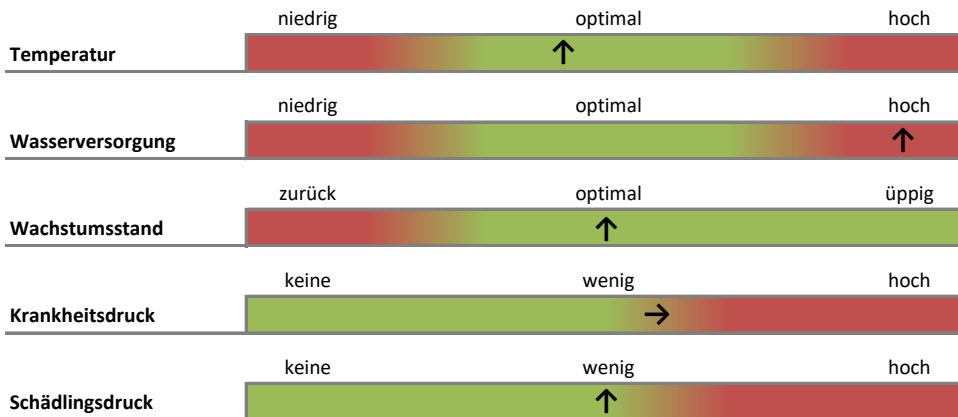 niedrig optimal hoch
Temperatur
niedrig optimal hoch
Wasserversorgung
zurück optimal üppig
Wachstumsstand
keine wenig hoch
Krankheitsdruck
keine wenig hoch
Schädlingsdruck